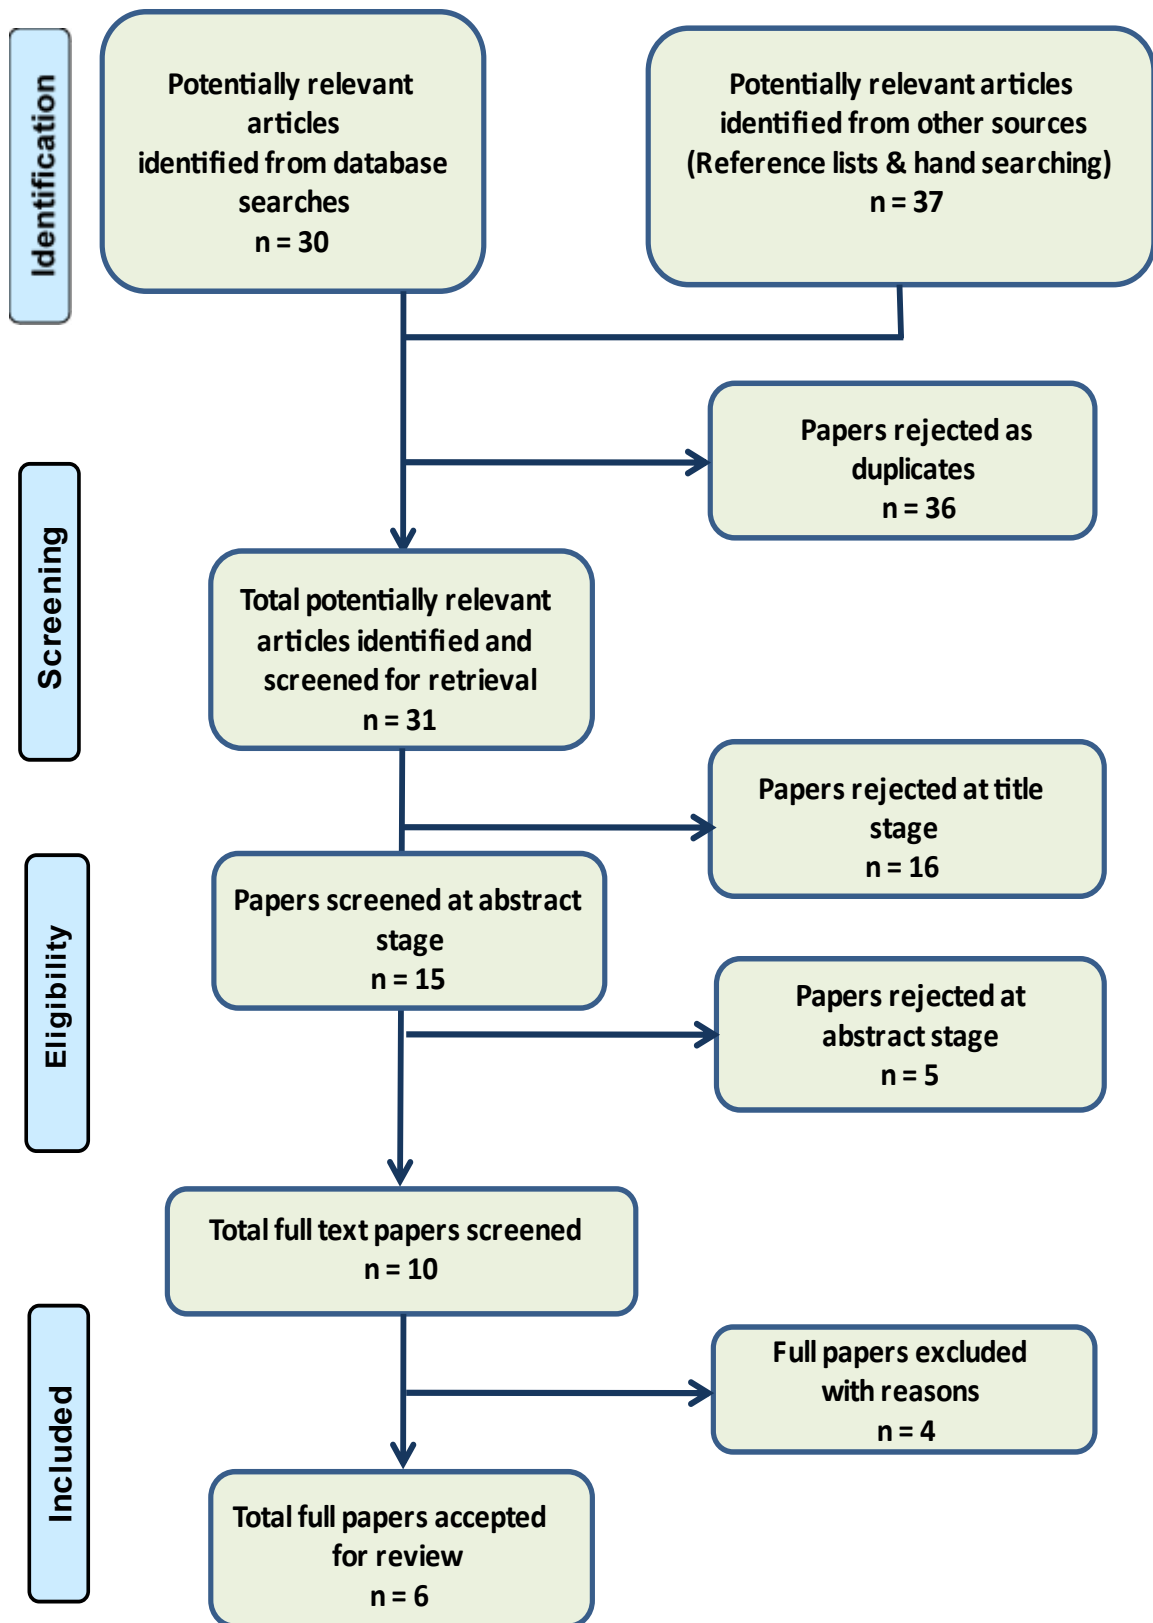 Identification
Potentially relevant
articles
identified from database
searches
n = 30
Potentially relevant articles
identified from other sources
(Reference lists & hand searching)
n = 37
Papers rejected as
duplicates
n = 36
Screening
Total potentially relevant
articles identified and
screened for retrieval
n = 31
Papers rejected at title
stage
n = 16
Eligibility
Papers screened at abstract
stage
n = 15
Papers rejected at
abstract stage
n = 5
Total full text papers screened
n = 10
Included
Full papers excluded
with reasons
n = 4
Total full papers accepted
for review
n = 6